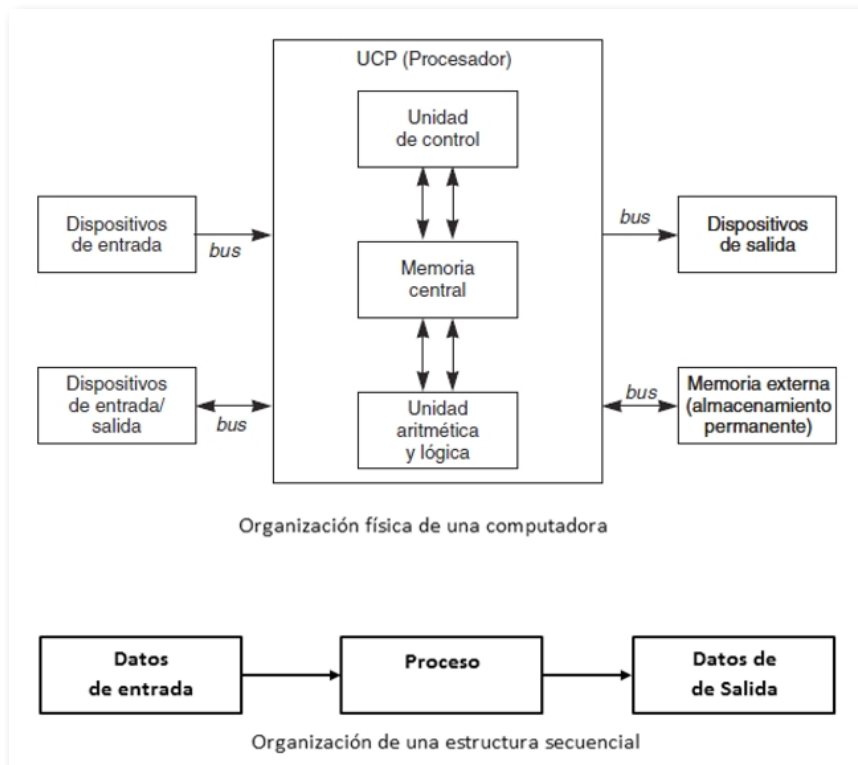 UCP (Procesador)
Unidad
de control
Dispositivos
de entrada
bus
bus
Dispositivos
de salida
Memoria
central
Dispositivos
de entrada/
salida
bus
Unidad
aritmética
y lógica
bus
Memoria externa
(almacenamiento
permanente)
Organización física de una computadora
Datos
de entrada
Proceso
Datos de
de Salida
Organización de una estructura secuencial